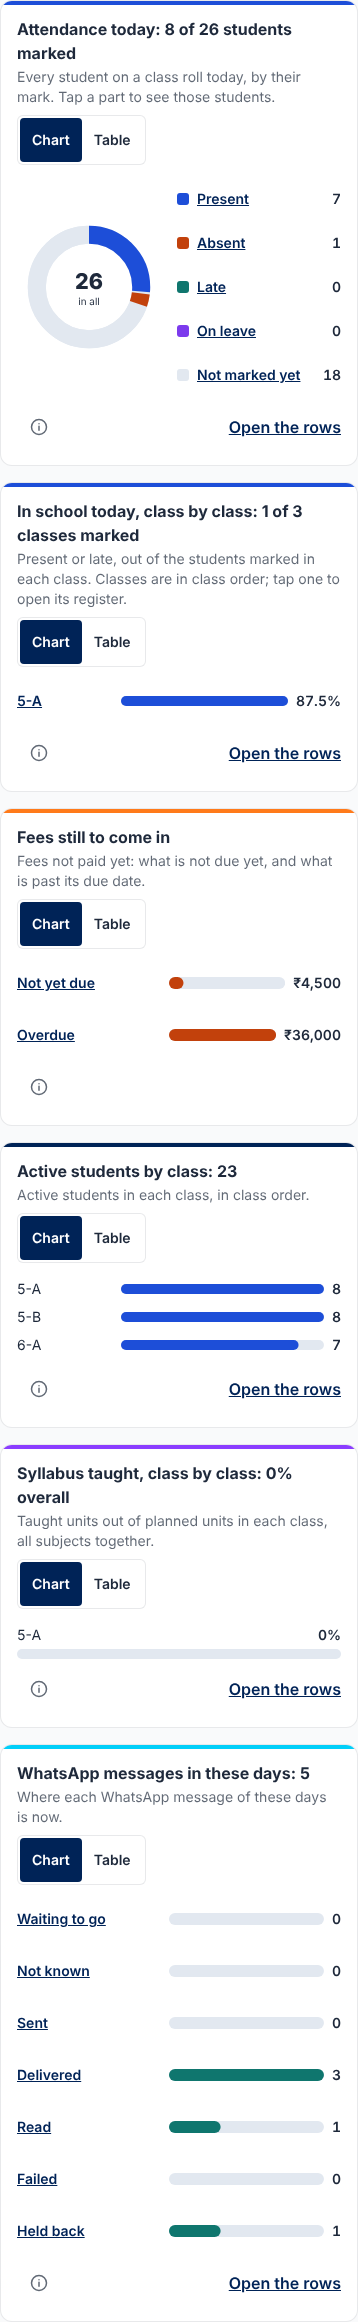 Attendance today: 8 of 26 students
marked
Every student on a class roll today, by their
mark. Tap a part to see those students.
Chart Table
Present 7
Absent 1
26
in all
Late 0
On leave 0
Not marked yet 18
Open the rows
In school today, class by class: 1 of 3
classes marked
Present or late, out of the students marked in
each class. Classes are in class order; tap one to
open its register.
Chart Table
5-A 87.5%
Open the rows
Fees still to come in
Fees not paid yet: what is not due yet, and what
is past its due date.
Chart Table
Not yet due ₹4,500
Overdue ₹36,000
Active students by class: 23
Active students in each class, in class order.
Chart Table
5-A 8
5-B 8
6-A 7
Open the rows
Syllabus taught, class by class: 0%
overall
Taught units out of planned units in each class,
all subjects together.
Chart Table
5-A 0%
Open the rows
WhatsApp messages in these days: 5
Where each WhatsApp message of these days
is now.
Chart Table
Waiting to go 0
Not known 0
Sent 0
Delivered 3
Read 1
Failed 0
Held back 1
Open the rows